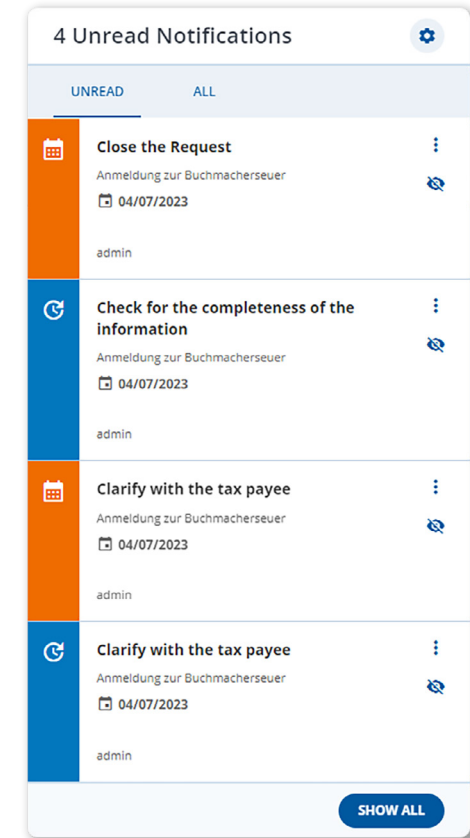 4 Unread Notifications
UNREAD ALL
Close the Request
Anmeldung zur Buchmacherseuer
04/07/2023
admin
Check for the completeness of the
information
Anmeldung zur Buchmacherseuer
04/07/2023
admin
Clarify with the tax payee
Anmeldung zur Buchmacherseuer
04/07/2023
admin
Clarify with the tax payee
Anmeldung zur Buchmacherseuer
04/07/2023
admin
SHOW ALL